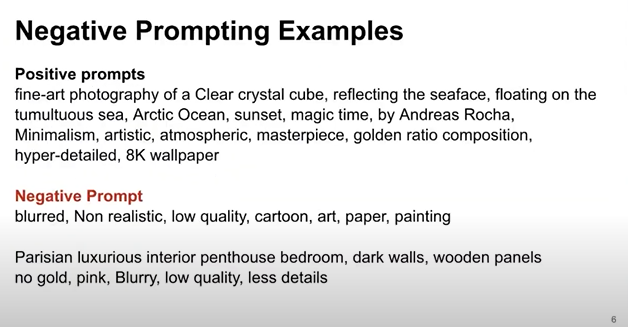 Negative Prompting Examples
Positive prompts
fine-art photography of a Clear crystal cube, reflecting the seaface, floating on the
tumultuous sea, Arctic Ocean, sunset, magic time, by Andreas Rocha,
Minimalism, artistic, atmospheric, masterpiece, golden ratio composition,
hyper-detailed, 8K wallpaper
Negative Prompt
blurred, Non realistic, low quality, cartoon, art, paper, painting
Parisian luxurious interior penthouse bedroom, dark walls, wooden panels
no gold, pink, Blurry, low quality, less details
6